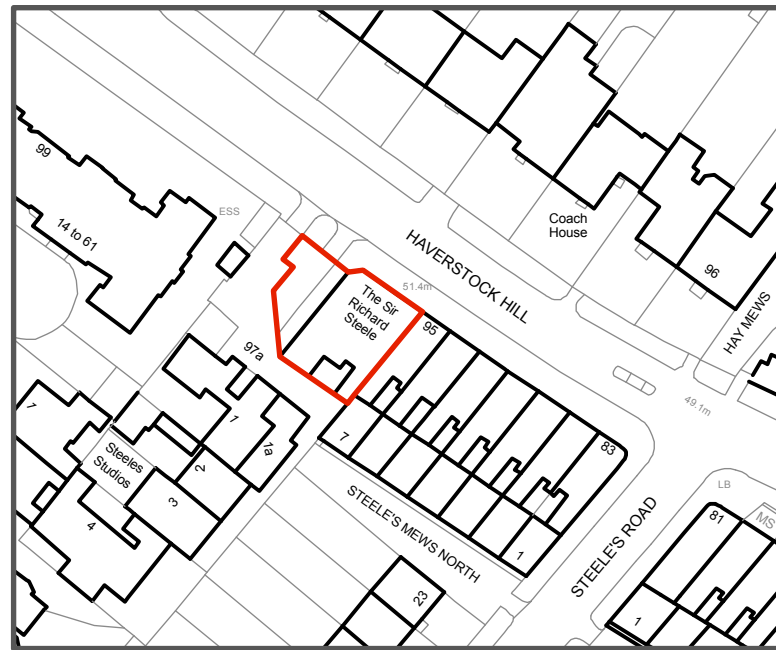 99
14 to 61
ESS
HAVERSTOCK HILL
Coach
House
96
HAY MEWS
51.4m
The Sir
Richard
Steele
95
97a
49.1m
83
7
1
1a
7
Steeles
Studios
2
3
4
STEELE'S MEWS NORTH
1
STEELE'S ROAD
LB
MS
81
23
1